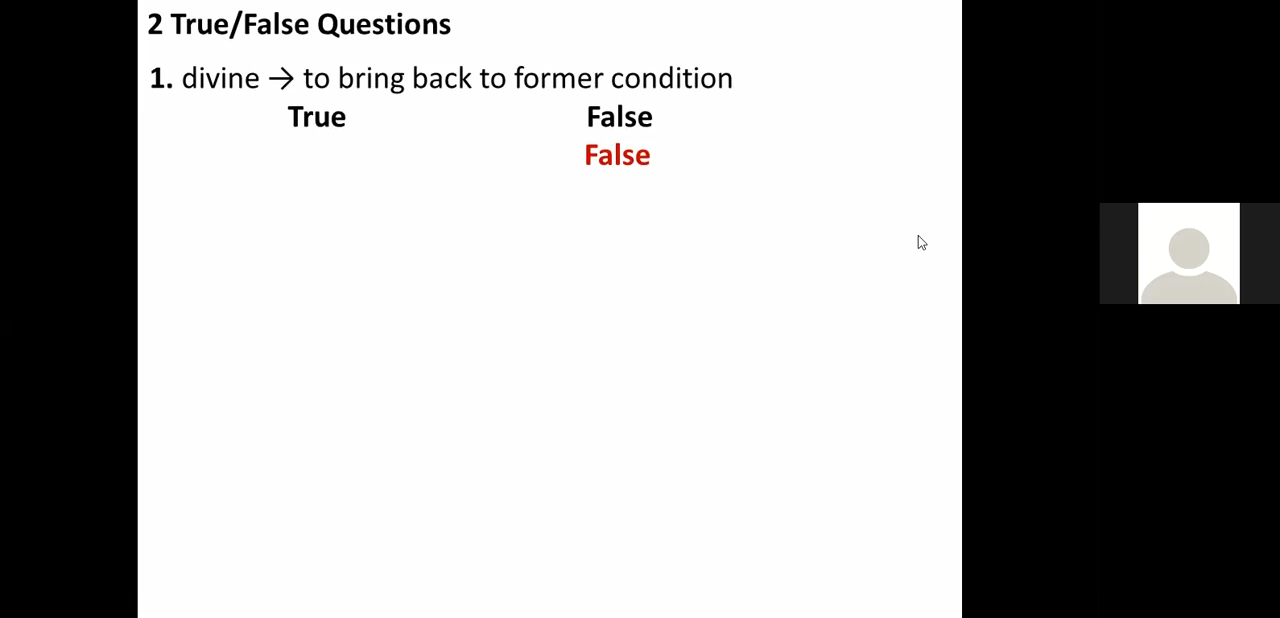 2 True/False Questions
1. divine → to bring back to former condition
True False
False